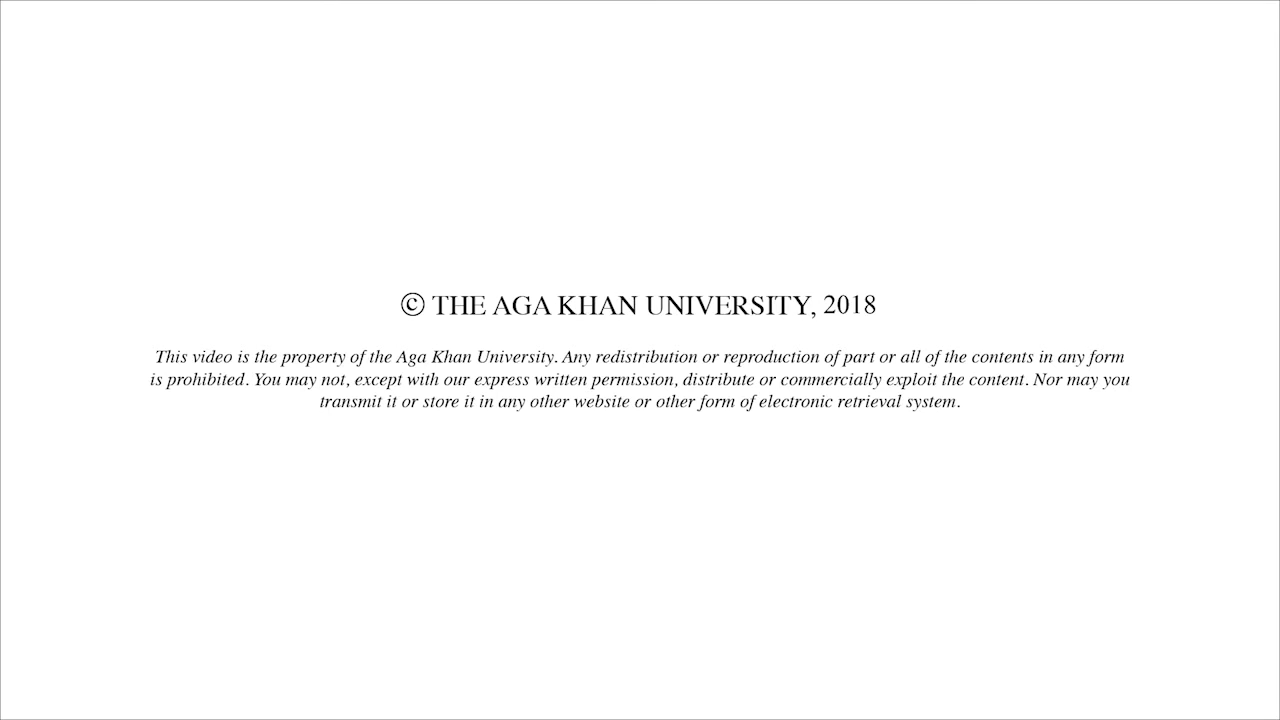 © THE AGA KHAN UNIVERSITY, 2018
This video is the property of the Aga Khan University. Any redistribution or reproduction of part or all of the contents in any form
is prohibited. You may not, except with our express written permission, distribute or commercially exploit the content. Nor may you
transmit it or store it in any other website or other form of electronic retrieval system.